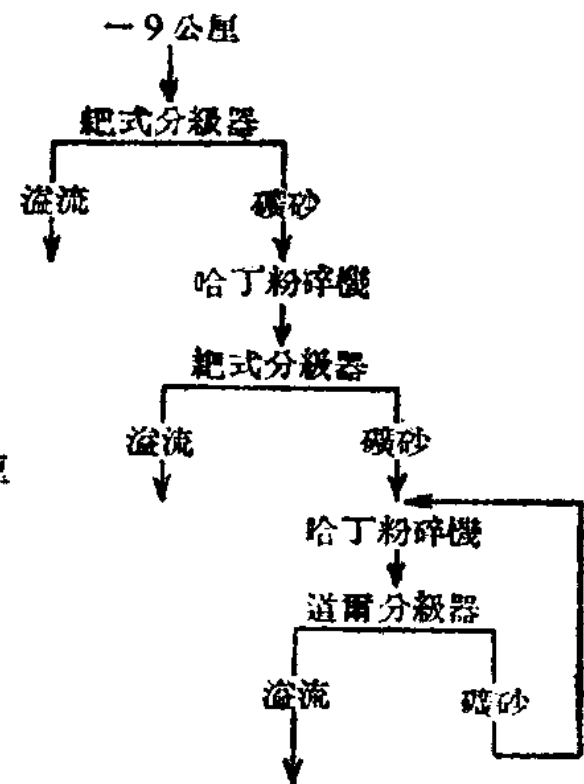 －9公厘
耙式分級器
溢流 礦砂
哈丁粉碎機
耙式分級器
溢流 礦砂
哈丁粉碎機
道爾分級器
溢流 礦砂